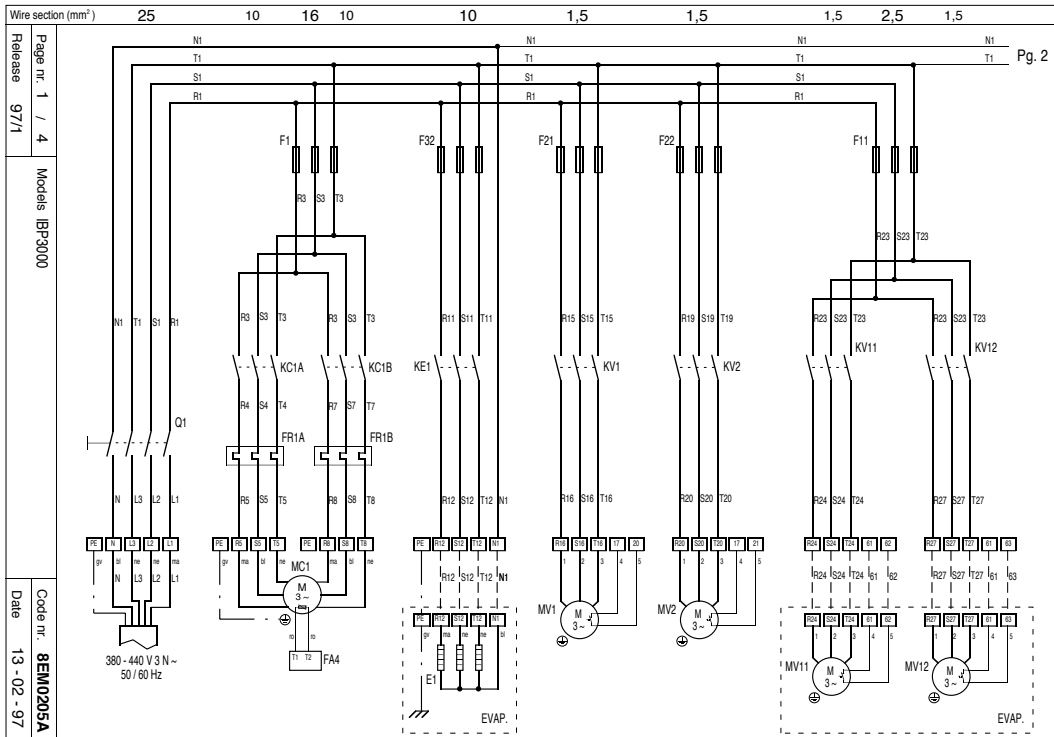 Wire section (mm²) 25 10 16 10 10 1,5 1,5 1,5 2,5 1,5
Page nr. 1 / 4
Release 97/1
Models IBP3000
Code nr. 8EM0205A
Date 13 - 02 - 97
N1 N1 N1
T1 T1 T1 T1
S1 S1 S1
R1 R1 R1
Pg. 2
F1 F32 F21 F22 F11
R3 S3 T3
R23 S23 T23
N1 T1 S1 R1
R3 S3 T3 R3 S3 T3 R11 S11 T11 R15 S15 T15 R19 S19 T19 R23 S23 T23 R23 S23 T23
KC1A KC1B KE1 KV1 KV2 KV11 KV12
R4 S4 T4 R7 S7 T7
Q1
FR1A FR1B
N L3 L2 L1 R5 S5 T5 R8 S8 T8 R12 S12 T12 N1 R16 S16 T16 R20 S20 T20 R24 S24 T24 R27 S27 T27
PE N L3 L2 L1 PE R5 S5 T5 PE R8 S8 T8 PE R12 S12 T12 N1 R16 S16 T16 17 20 R20 S20 T20 17 21 R24 S24 T24 61 62 R27 S27 T27 61 63
gv bl ne ne ma gv ma bl ne ma bl ne 1 2 3 4 5 1 2 3 4 5
N L3 L2 L1 R12 S12 T12 N1 R24 S24 T24 61 62 R27 S27 T27 61 63
MC1
M
3 ~
MV1
M
3 ~
MV2
M
3 ~
PE R12 S12 T12 N1 R24 S24 T24 61 62 R27 S27 T27 61 63
gv ma ne ne bl 1 2 3 4 5 1 2 3 4 5
ro ro
T1 T2
FA4
380 - 440 V 3 N ~
50 / 60 Hz
E1
EVAP.
MV11
M
3 ~
MV12
M
3 ~
EVAP.